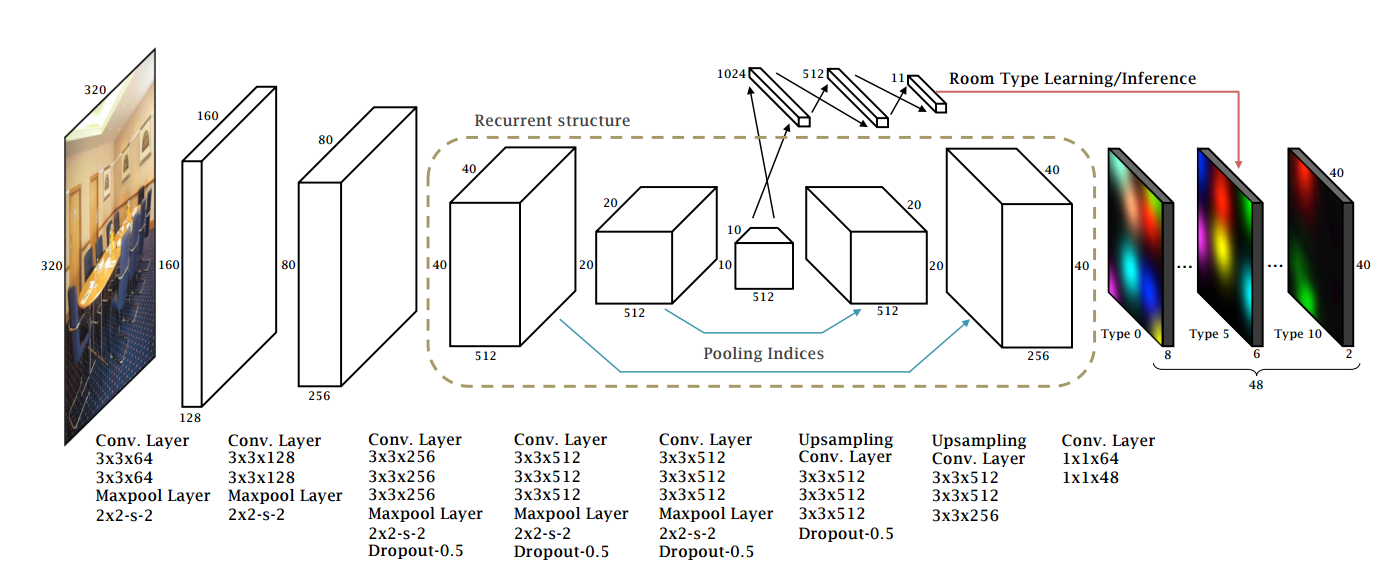 320
320
160
160
128
80
80
256
Recurrent structure
40
40
512
20
20
512
10
10
512
1024
512
11
Room Type Learning/Inference
20
20
512
40
40
256
Pooling Indices
Type 0
8
...
Type 5
6
...
Type 10
40
40
2
48
Conv. Layer
3x3x64
3x3x64
Maxpool Layer
2x2-s-2
Conv. Layer
3x3x128
3x3x128
Maxpool Layer
2x2-s-2
Conv. Layer
3x3x256
3x3x256
3x3x256
Maxpool Layer
2x2-s-2
Dropout-0.5
Conv. Layer
3x3x512
3x3x512
3x3x512
Maxpool Layer
2x2-s-2
Dropout-0.5
Conv. Layer
3x3x512
3x3x512
3x3x512
Maxpool Layer
2x2-s-2
Dropout-0.5
Upsampling
Conv. Layer
3x3x512
3x3x512
3x3x512
Dropout-0.5
Upsampling
Conv. Layer
3x3x512
3x3x512
3x3x256
Conv. Layer
1x1x64
1x1x48